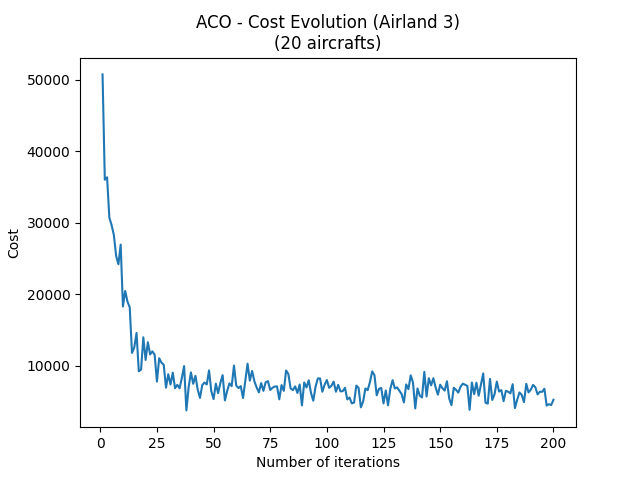 ACO - Cost Evolution (Airland 3)
(20 aircrafts)
50000
40000
30000
20000
10000
Cost
0 25 50 75 100 125 150 175 200
Number of iterations